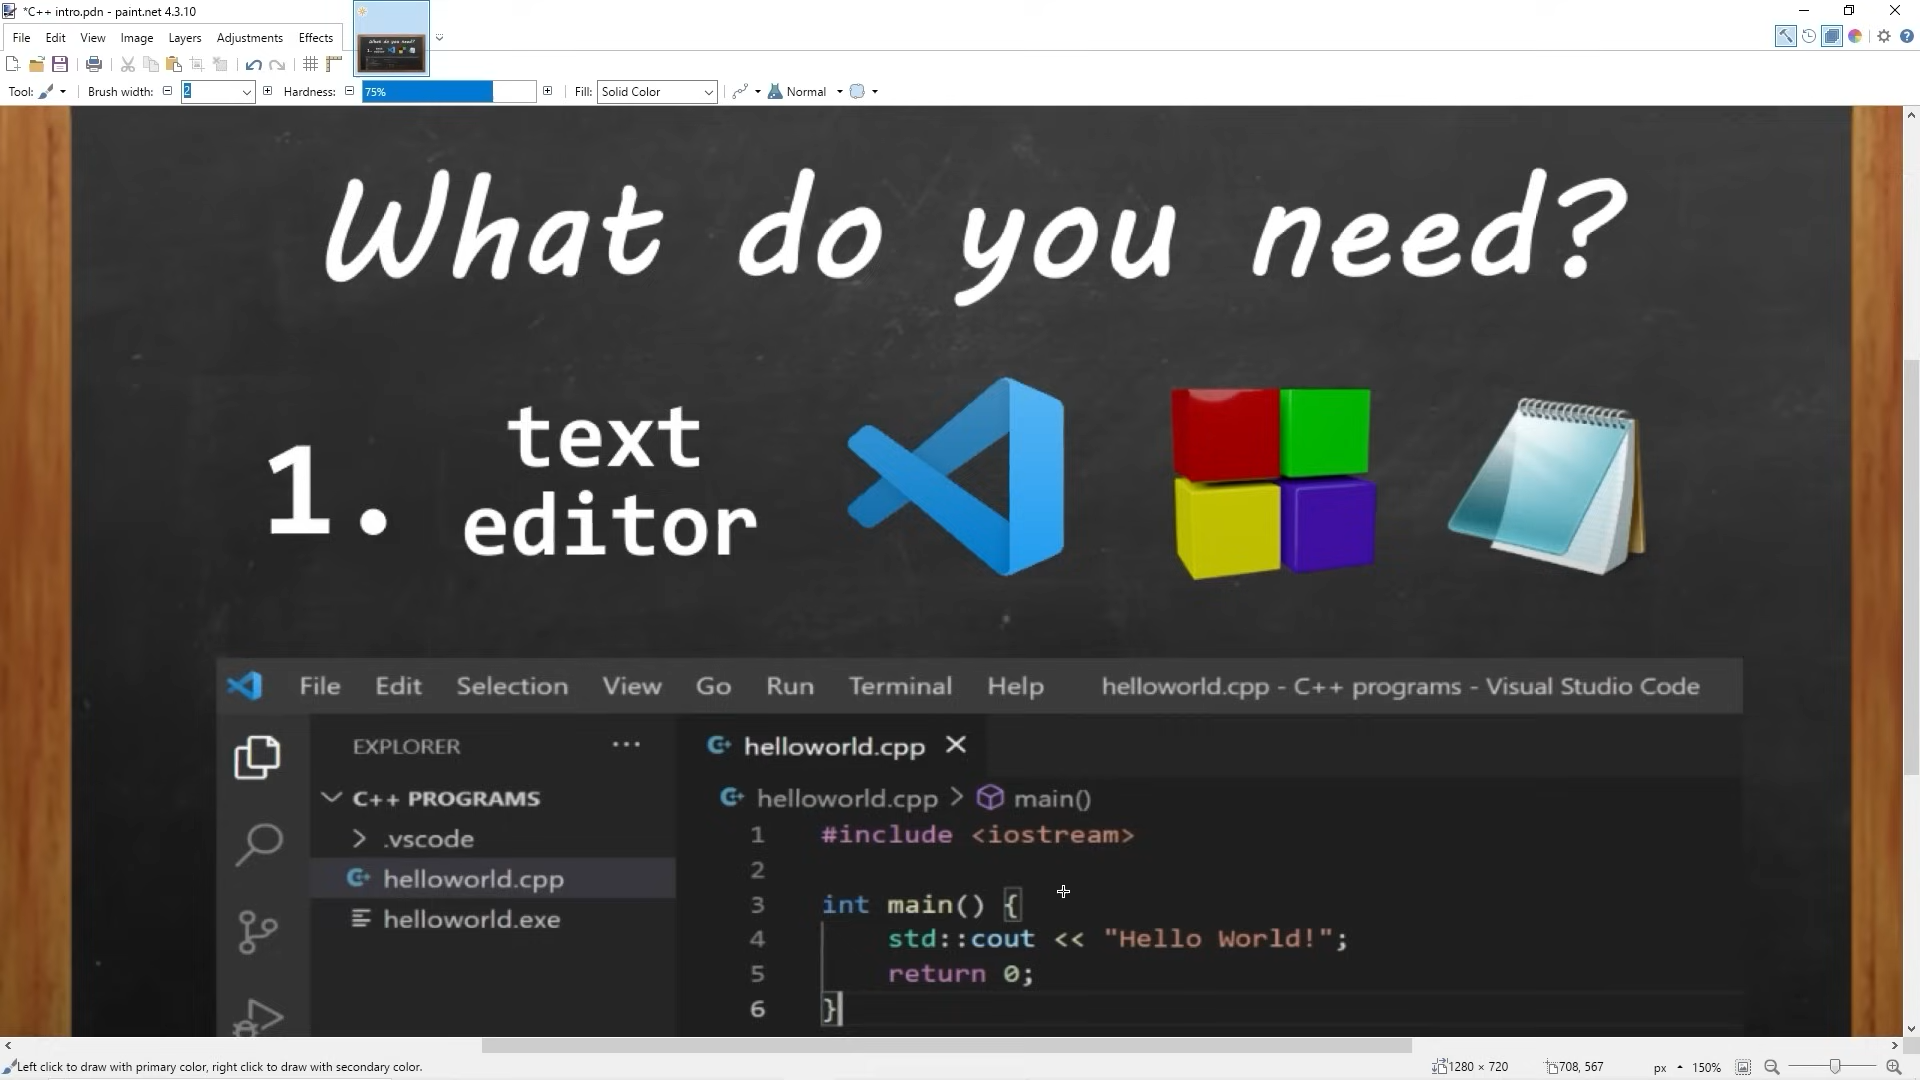 *C++ intro.pdn - paint.net 4.3.10
File Edit View Image Layers Adjustments Effects
Tool: Brush width: 2 Hardness: 75% Fill: Solid Color Normal
What do you need?
1. text
editor
File Edit Selection View Go Run Terminal Help helloworld.cpp - C++ programs - Visual Studio Code
EXPLORER ··· helloworld.cpp
C++ PROGRAMS helloworld.cpp > main()
.vscode
helloworld.cpp
helloworld.exe
1 #include <iostream>
2
3 int main() {
4 std::cout << "Hello World!";
5 return 0;
6 }
Left click to draw with primary color, right click to draw with secondary color. 1280 × 720 708, 567 px 150%